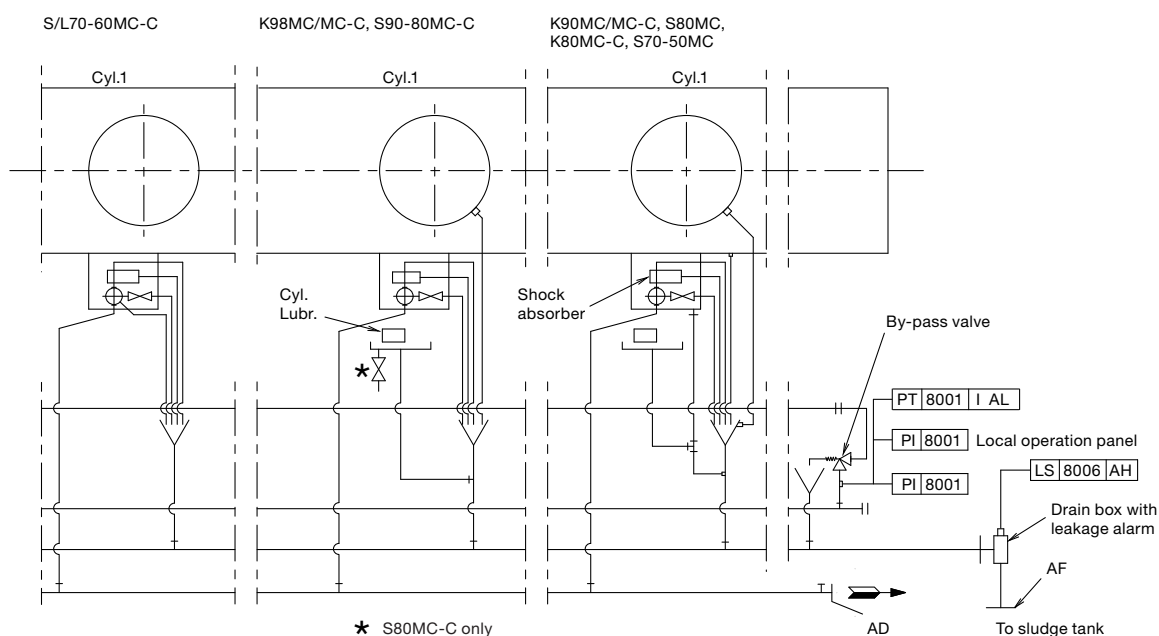 S/L70-60MC-C
K98MC/MC-C, S90-80MC-C
K90MC/MC-C, S80MC,
K80MC-C, S70-50MC
Cyl.1
Cyl.1
Cyl.1
Cyl.
Lubr.
Shock
absorber
By-pass valve
*
PT 8001 I AL
PI 8001 Local operation panel
LS 8006 AH
PI 8001
Drain box with
leakage alarm
AF
AD
To sludge tank
* S80MC-C only